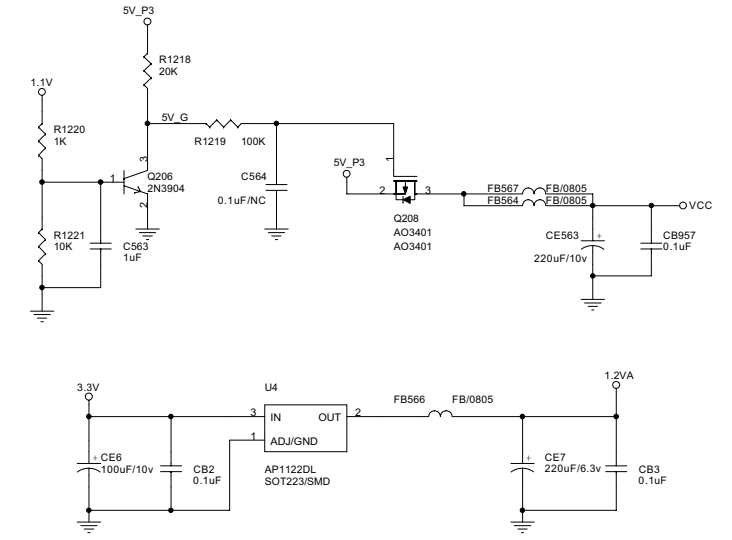 5V_P3
R1218
20K
1.1V
R1220
1K
5V_G
R1219 100K
3
1
Q206
2N3904
2
C564
0.1uF/NC
5V_P3
1
2
3
Q208
AO3401
AO3401
FB567 FB/0805
FB564 FB/0805
VCC
R1221
10K
C563
1uF
CE563
+
220uF/10v
CB957
0.1uF
3.3V
U4
1.2VA
3
IN
OUT
2
1
ADJ/GND
FB566 FB/0805
+
CE6
100uF/10v
CB2
0.1uF
AP1122DL
SOT223/SMD
+
CE7
220uF/6.3v
CB3
0.1uF